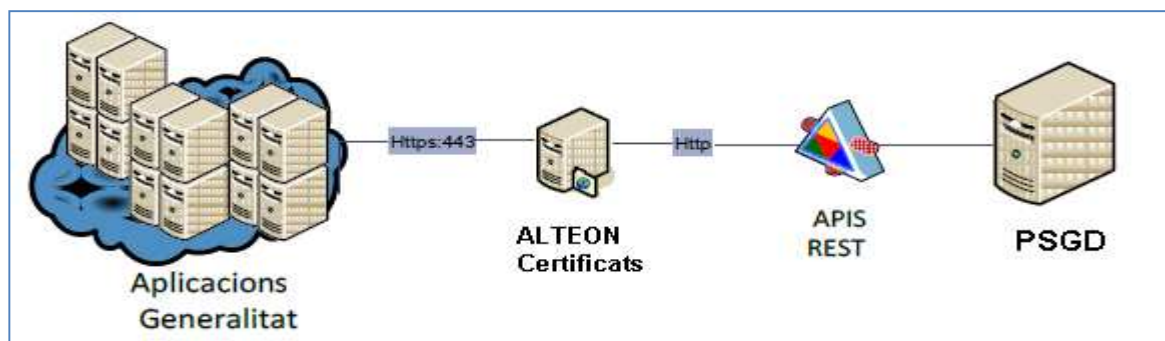 Https:443
Http
ALTEON
Certificats
APIS
REST
PSGD
Aplicacions
Generalitat